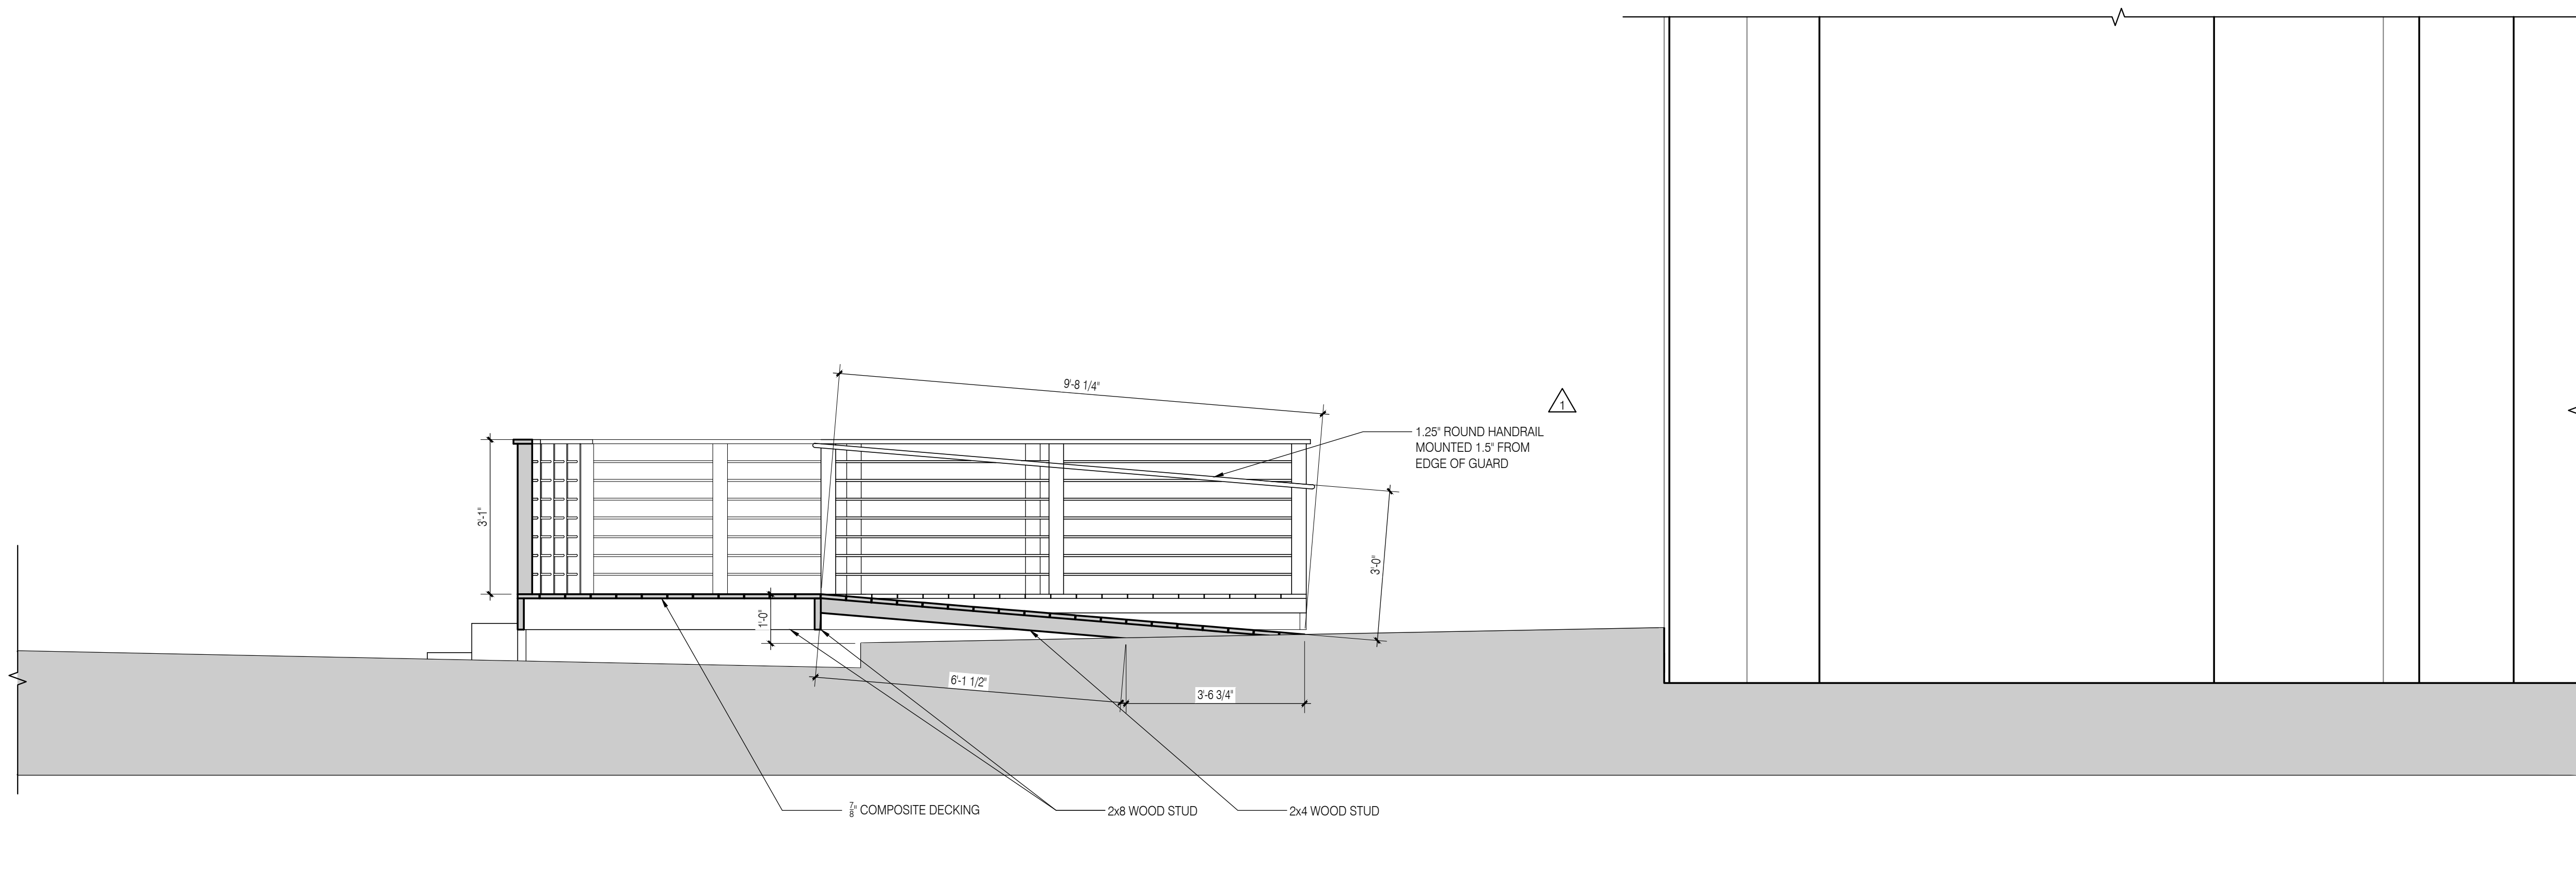 9'-8 1/4"
1
1.25" ROUND HANDRAIL
MOUNTED 1.5" FROM
EDGE OF GUARD
3'-1"
3'-0"
1'-0"
6'-1 1/2"
3'-6 3/4"
7/8" COMPOSITE DECKING
2x8 WOOD STUD
2x4 WOOD STUD